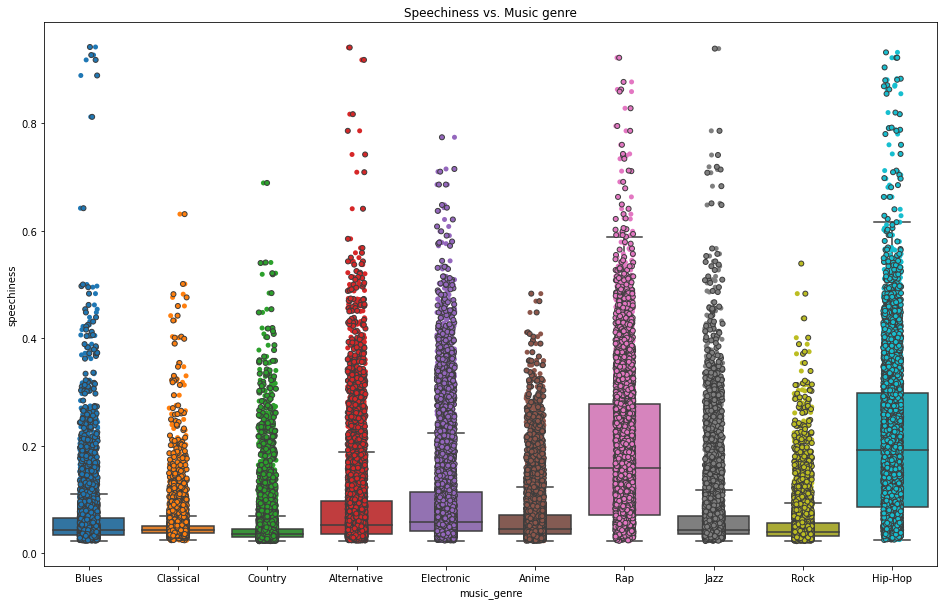 Speechiness vs. Music genre
speechiness
0.8
0.6
0.4
0.2
0.0
Blues Classical Country Alternative Electronic Anime Rap Jazz Rock Hip-Hop
music_genre